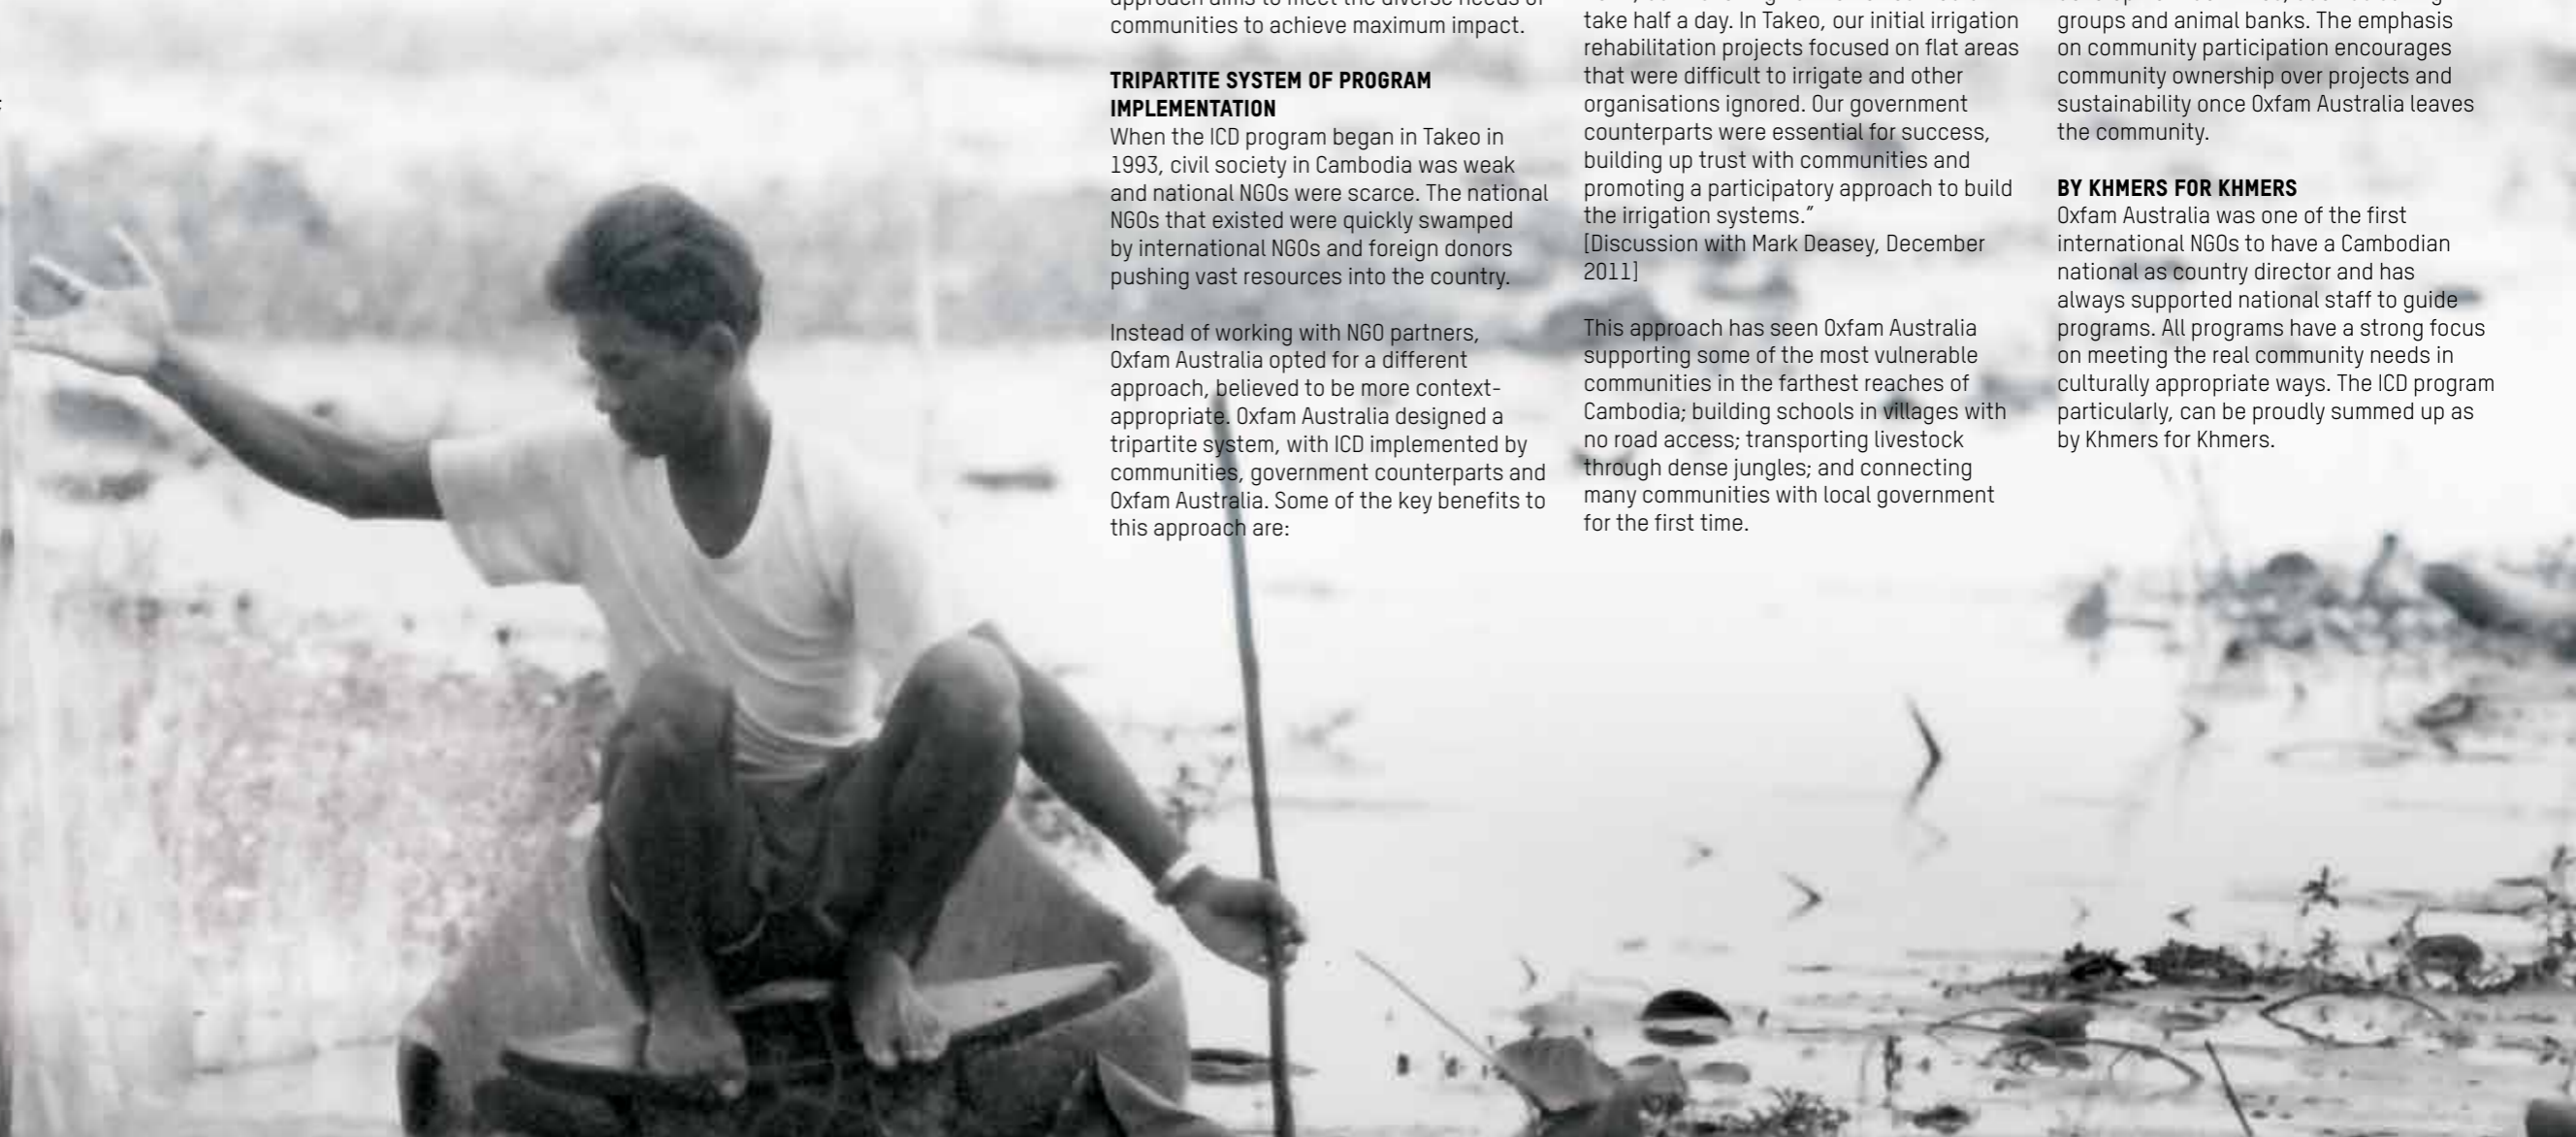 approach aims to meet the diverse needs of
communities to achieve maximum impact.
TRIPARTITE SYSTEM OF PROGRAM
IMPLEMENTATION
When the ICD program began in Takeo in
1993, civil society in Cambodia was weak
and national NGOs were scarce. The national
NGOs that existed were quickly swamped
by international NGOs and foreign donors
pushing vast resources into the country.
Instead of working with NGO partners,
Oxfam Australia opted for a different
approach, believed to be more context-
appropriate. Oxfam Australia designed a
tripartite system, with ICD implemented by
communities, government counterparts and
Oxfam Australia. Some of the key benefits to
this approach are:
take half a day. In Takeo, our initial irrigation
rehabilitation projects focused on flat areas
that were difficult to irrigate and other
organisations ignored. Our government
counterparts were essential for success,
building up trust with communities and
promoting a participatory approach to build
the irrigation systems.”
[Discussion with Mark Deasey, December
2011]
This approach has seen Oxfam Australia
supporting some of the most vulnerable
communities in the farthest reaches of
Cambodia; building schools in villages with
no road access; transporting livestock
through dense jungles; and connecting
many communities with local government
for the first time.
groups and animal banks. The emphasis
on community participation encourages
community ownership over projects and
sustainability once Oxfam Australia leaves
the community.
BY KHMERS FOR KHMERS
Oxfam Australia was one of the first
international NGOs to have a Cambodian
national as country director and has
always supported national staff to guide
programs. All programs have a strong focus
on meeting the real community needs in
culturally appropriate ways. The ICD program
particularly, can be proudly summed up as
by Khmers for Khmers.